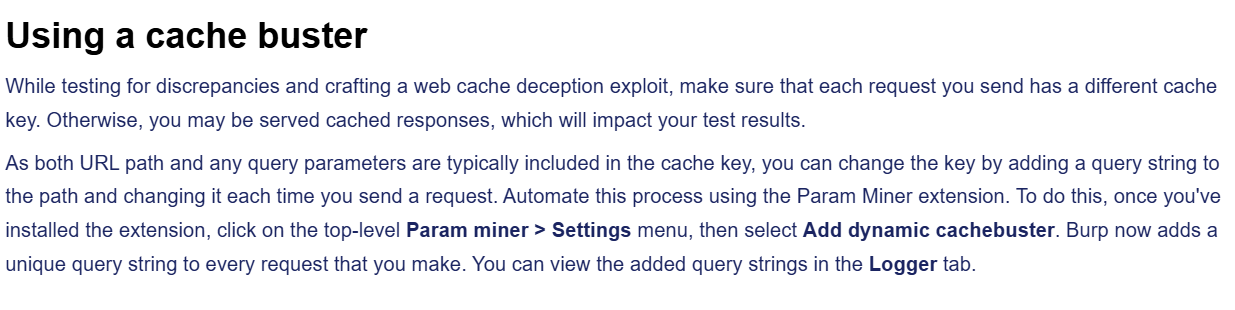 Using a cache buster
While testing for discrepancies and crafting a web cache deception exploit, make sure that each request you send has a different cache
key. Otherwise, you may be served cached responses, which will impact your test results.
As both URL path and any query parameters are typically included in the cache key, you can change the key by adding a query string to
the path and changing it each time you send a request. Automate this process using the Param Miner extension. To do this, once you've
installed the extension, click on the top-level Param miner > Settings menu, then select Add dynamic cachebuster. Burp now adds a
unique query string to every request that you make. You can view the added query strings in the Logger tab.